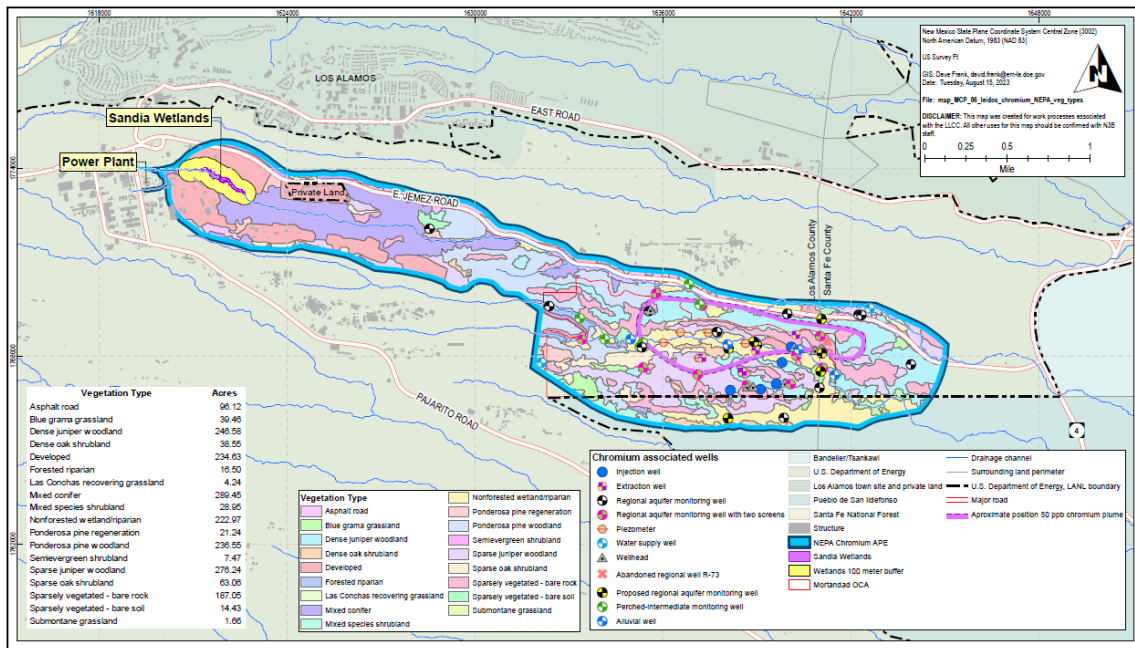 1618000 1624000 1630000 1636000 1642000 1648000
New Mexico State Plane Coordinate System Central Zone (3002)
North American Datum, 1983 (NAD 83)
US Survey Ft
GIS: Dave Frank, david.frank@em-la.doe.gov
Date: Tuesday, August 15, 2023
File: map_MCP_06_leidos_chromium_NEPA_veg_types
DISCLAIMER: This map was created for work processes associated
with the LLCC. All other uses for this map should be confirmed with N3B
staff.
N
0 0.25 0.5 1
Mile
LOS ALAMOS
EAST ROAD
Sandia Wetlands
Power Plant
1774000
Private Land
E. JEMEZ ROAD
Los Alamos County
Santa Fe County
1768000
PAJARITO ROAD
4
1762000
Vegetation Type Acres
Asphalt road 96.12
Blue grama grassland 39.46
Dense juniper woodland 246.58
Dense oak shrubland 38.55
Developed 234.63
Forested riparian 16.50
Las Conchas recovering grassland 4.24
Mixed conifer 289.45
Mixed species shrubland 28.95
Nonforested wetland/riparian 222.97
Ponderosa pine regeneration 21.24
Ponderosa pine woodland 236.55
Semievergreen shrubland 7.47
Sparse juniper woodland 276.24
Sparse oak shrubland 63.06
Sparsely vegetated - bare rock 187.05
Sparsely vegetated - bare soil 14.43
Submontane grassland 1.66
Vegetation Type
Asphalt road
Blue grama grassland
Dense juniper woodland
Dense oak shrubland
Developed
Forested riparian
Las Conchas recovering grassland
Mixed conifer
Mixed species shrubland
Nonforested wetland/riparian
Ponderosa pine regeneration
Ponderosa pine woodland
Semievergreen shrubland
Sparse juniper woodland
Sparse oak shrubland
Sparsely vegetated - bare rock
Sparsely vegetated - bare soil
Submontane grassland
Chromium associated wells
Injection well
Extraction well
Regional aquifer monitoring well
Regional aquifer monitoring well with two screens
Piezometer
Water supply well
Wellhead
Abandoned regional well R-73
Proposed regional aquifer monitoring well
Perched-intermediate monitoring well
Alluvial well
Bandelier/Tsankawi
U.S. Department of Energy
Los Alamos town site and private land
Pueblo de San Ildefonso
Santa Fe National Forest
Structure
NEPA Chromium APE
Sandia Wetlands
Wetlands 100 meter buffer
Mortandad OCA
Drainage channel
Surrounding land perimeter
U.S. Department of Energy, LANL boundary
Major road
Aproximate position 50 ppb chromium plume